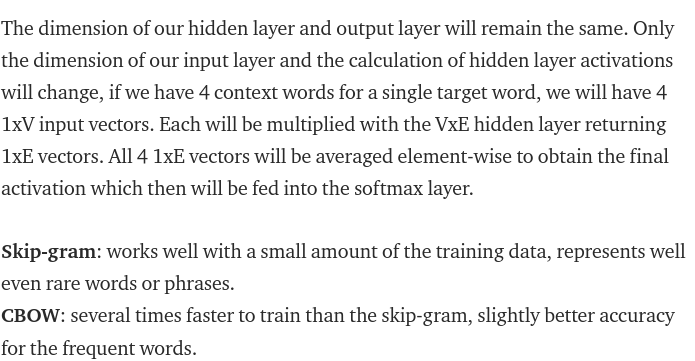 The dimension of our hidden layer and output layer will remain the same. Only
the dimension of our input layer and the calculation of hidden layer activations
will change, if we have 4 context words for a single target word, we will have 4
1xV input vectors. Each will be multiplied with the VxE hidden layer returning
1xE vectors. All 4 1xE vectors will be averaged element-wise to obtain the final
activation which then will be fed into the softmax layer.
Skip-gram: works well with a small amount of the training data, represents well
even rare words or phrases.
CBOW: several times faster to train than the skip-gram, slightly better accuracy
for the frequent words.